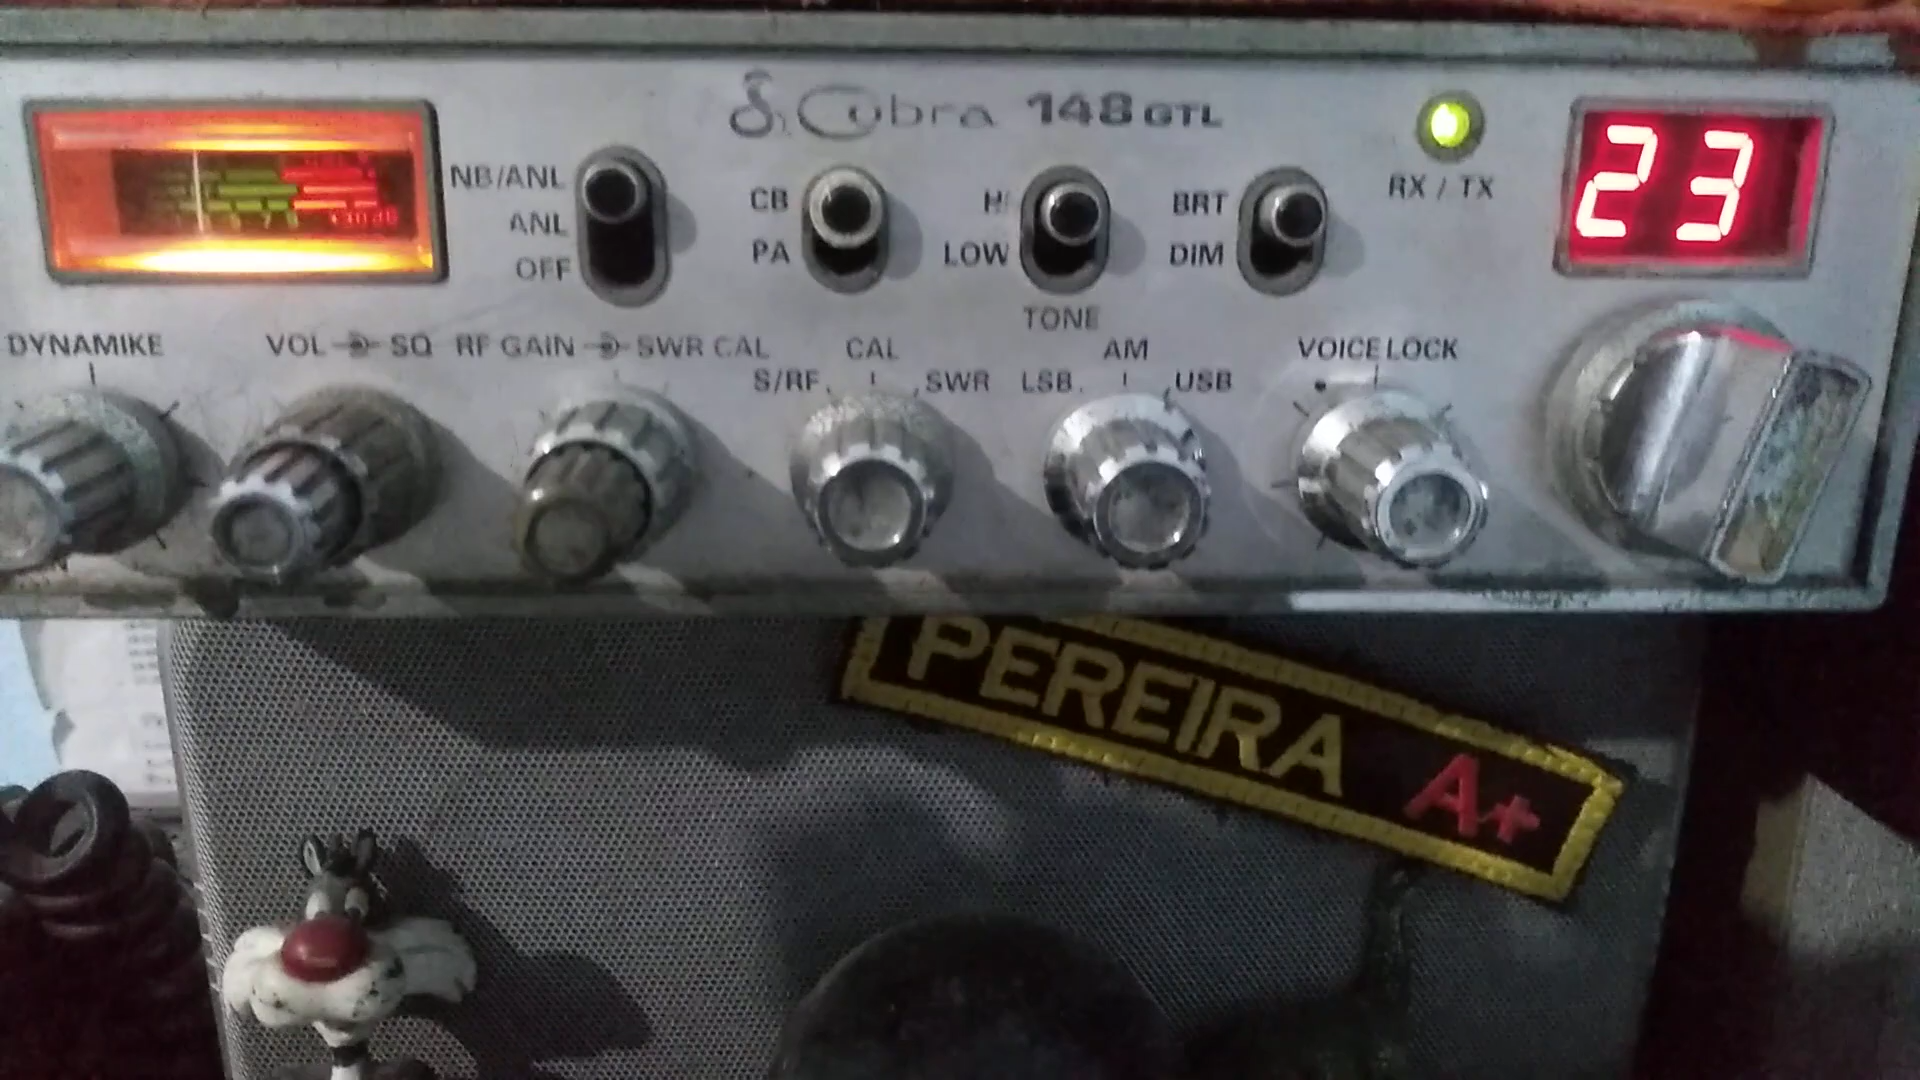 Cobra 148 GTL
NB/ANL
ANL
OFF
CB
PA
HI
LOW
TONE
BRT
DIM
RX / TX
23
DYNAMIKE
VOL SQ
RF GAIN SWR CAL
S/RF CAL SWR
LSB AM USB
VOICE LOCK
PEREIRA A+